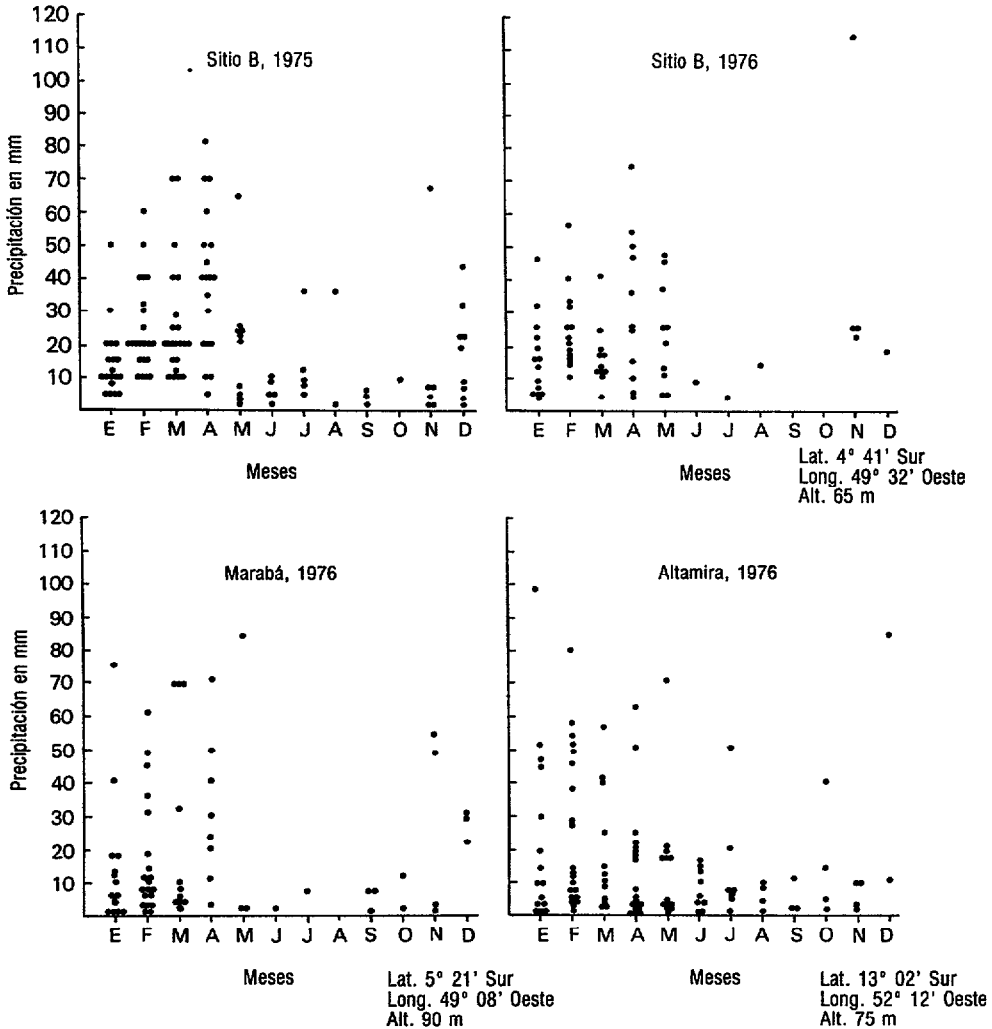 Precipitación en mm
120
110
100
90
80
70
60
50
40
30
20
10
Sitio B, 1975
E F M A M J J A S O N D
Meses
Sitio B, 1976
E F M A M J J A S O N D
Meses
Lat. 4° 41' Sur
Long. 49° 32' Oeste
Alt. 65 m
Precipitación en mm
120
110
100
90
80
70
60
50
40
30
20
10
Marabá, 1976
E F M A M J J A S O N D
Meses
Lat. 5° 21' Sur
Long. 49° 08' Oeste
Alt. 90 m
Altamira, 1976
E F M A M J J A S O N D
Meses
Lat. 13° 02' Sur
Long. 52° 12' Oeste
Alt. 75 m